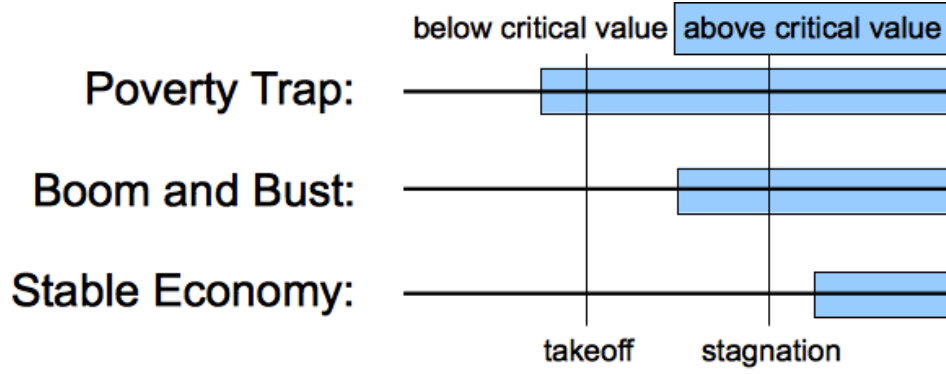 below critical value above critical value
Poverty Trap:
Boom and Bust:
Stable Economy:
takeoff stagnation